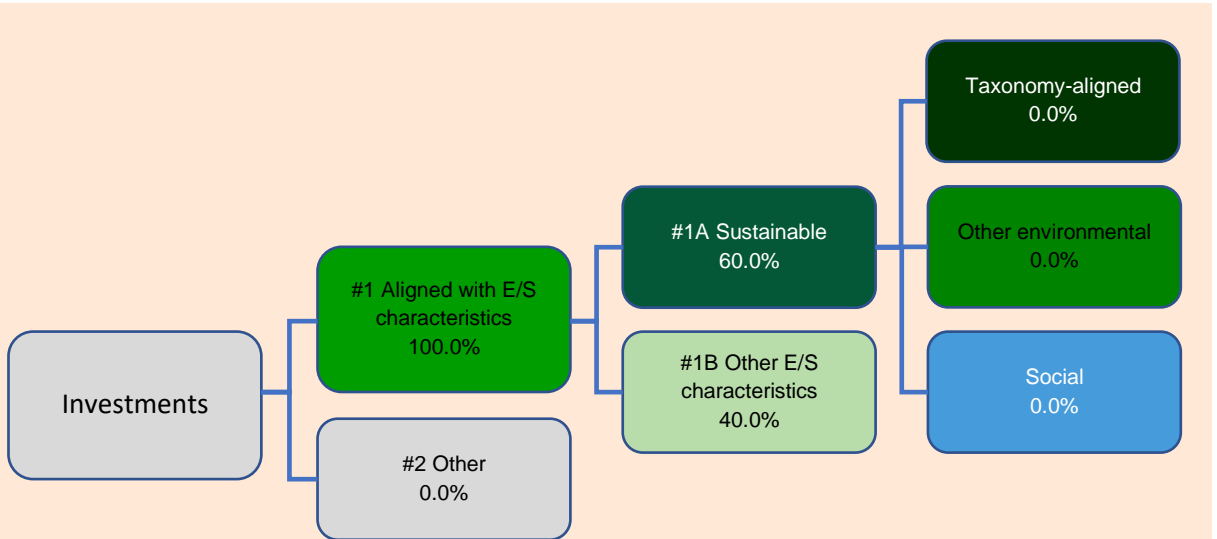 Investments
#1 Aligned with E/S
characteristics
100.0%
#2 Other
0.0%
#1A Sustainable
60.0%
#1B Other E/S
characteristics
40.0%
Taxonomy-aligned
0.0%
Other environmental
0.0%
Social
0.0%